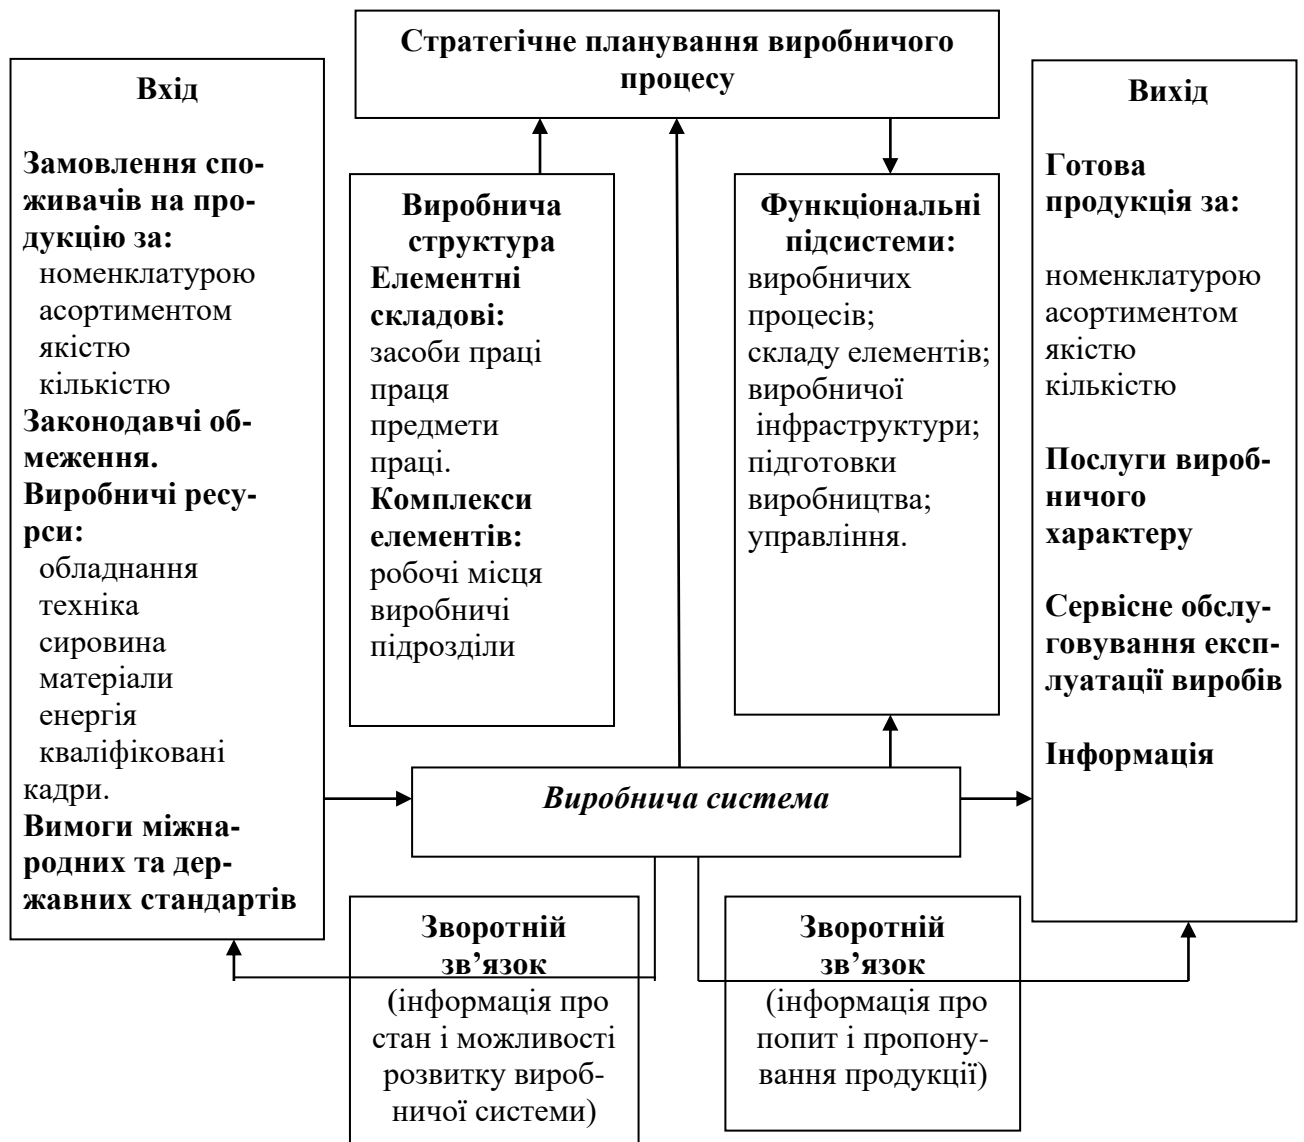 Стратегічне планування виробничого
процесу
Вхід
Замовлення спо-
живачів на про-
дукцію за:
номенклатурою
асортиментом
якістю
кількістю
Законодавчі об-
меження.
Виробничі ресу-
рси:
обладнання
техніка
сировина
матеріали
енергія
кваліфіковані
кадри.
Вимоги міжна-
родних та дер-
жавних стандартів
Виробнича
структура
Елементні
складові:
засоби праці
праця
предмети
праці.
Комплекси
елементів:
робочі місця
виробничі
підрозділи
Функціональні
підсистеми:
виробничих
процесів;
складу елементів;
виробничої
інфраструктури;
підготовки
виробництва;
управління.
Вихід
Готова
продукція за:
номенклатурою
асортиментом
якістю
кількістю
Послуги вироб-
ничого
характеру
Сервісне обслу-
говування експ-
луатації виробів
Інформація
Виробнича система
Зворотній
зв’язок
(інформація про
стан і можливості
розвитку вироб-
ничої системи)
Зворотній
зв’язок
(інформація про
попит і пропону-
вання продукції)